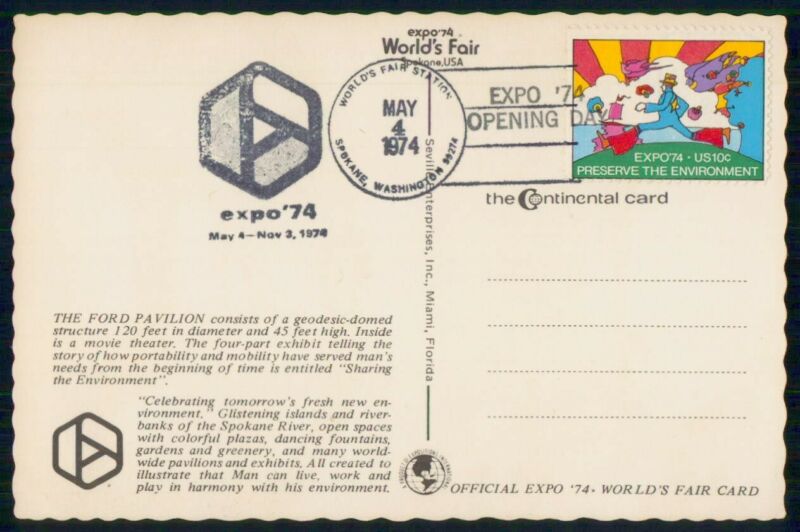 expo'74
World's Fair
Spokane, USA
WORLD'S FAIR STATION
MAY
4
1974
SPOKANE, WASHINGTON 99274
EXPO '74
OPENING DAY
EXPO'74 · US10c
PRESERVE THE ENVIRONMENT
expo'74
May 4 – Nov 3, 1974
the Continental card
Seville Enterprises, Inc., Miami, Florida
THE FORD PAVILION consists of a geodesic-domed
structure 120 feet in diameter and 45 feet high. Inside
is a movie theater. The four-part exhibit telling the
story of how portability and mobility have served man's
needs from the beginning of time is entitled "Sharing
the Environment".
"Celebrating tomorrow's fresh new en-
vironment." Glistening islands and river-
banks of the Spokane River, open spaces
with colorful plazas, dancing fountains,
gardens and greenery, and many world-
wide pavilions and exhibits. All created to
illustrate that Man can live, work and
play in harmony with his environment.
OFFICIAL EXPO '74 · WORLD'S FAIR CARD